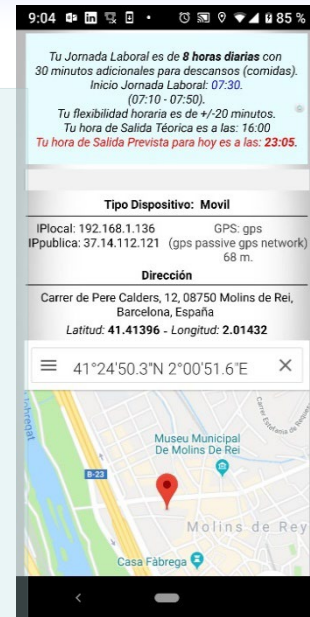 9:04
85 %
Tu Jornada Laboral es de 8 horas diarias con
30 minutos adicionales para descansos (comidas).
Inicio Jornada Laboral: 07:30.
(07:10 - 07:50).
Tu flexibilidad horaria es de +/-20 minutos.
Tu hora de Salida Téorica es a las: 16:00
Tu hora de Salida Prevista para hoy es a las: 23:05.
Tipo Dispositivo: Movil
IPlocal: 192.168.1.136
IPpublica: 37.14.112.121
GPS: gps
(gps passive gps network)
68 m.
Dirección
Carrer de Pere Calders, 12, 08750 Molins de Rei,
Barcelona, España
Latitud: 41.41396 - Longitud: 2.01432
41°24'50.3"N 2°00'51.6"E
Museu Municipal
De Molins De Rei
B-23
Molins de Rey
Casa Fàbrega